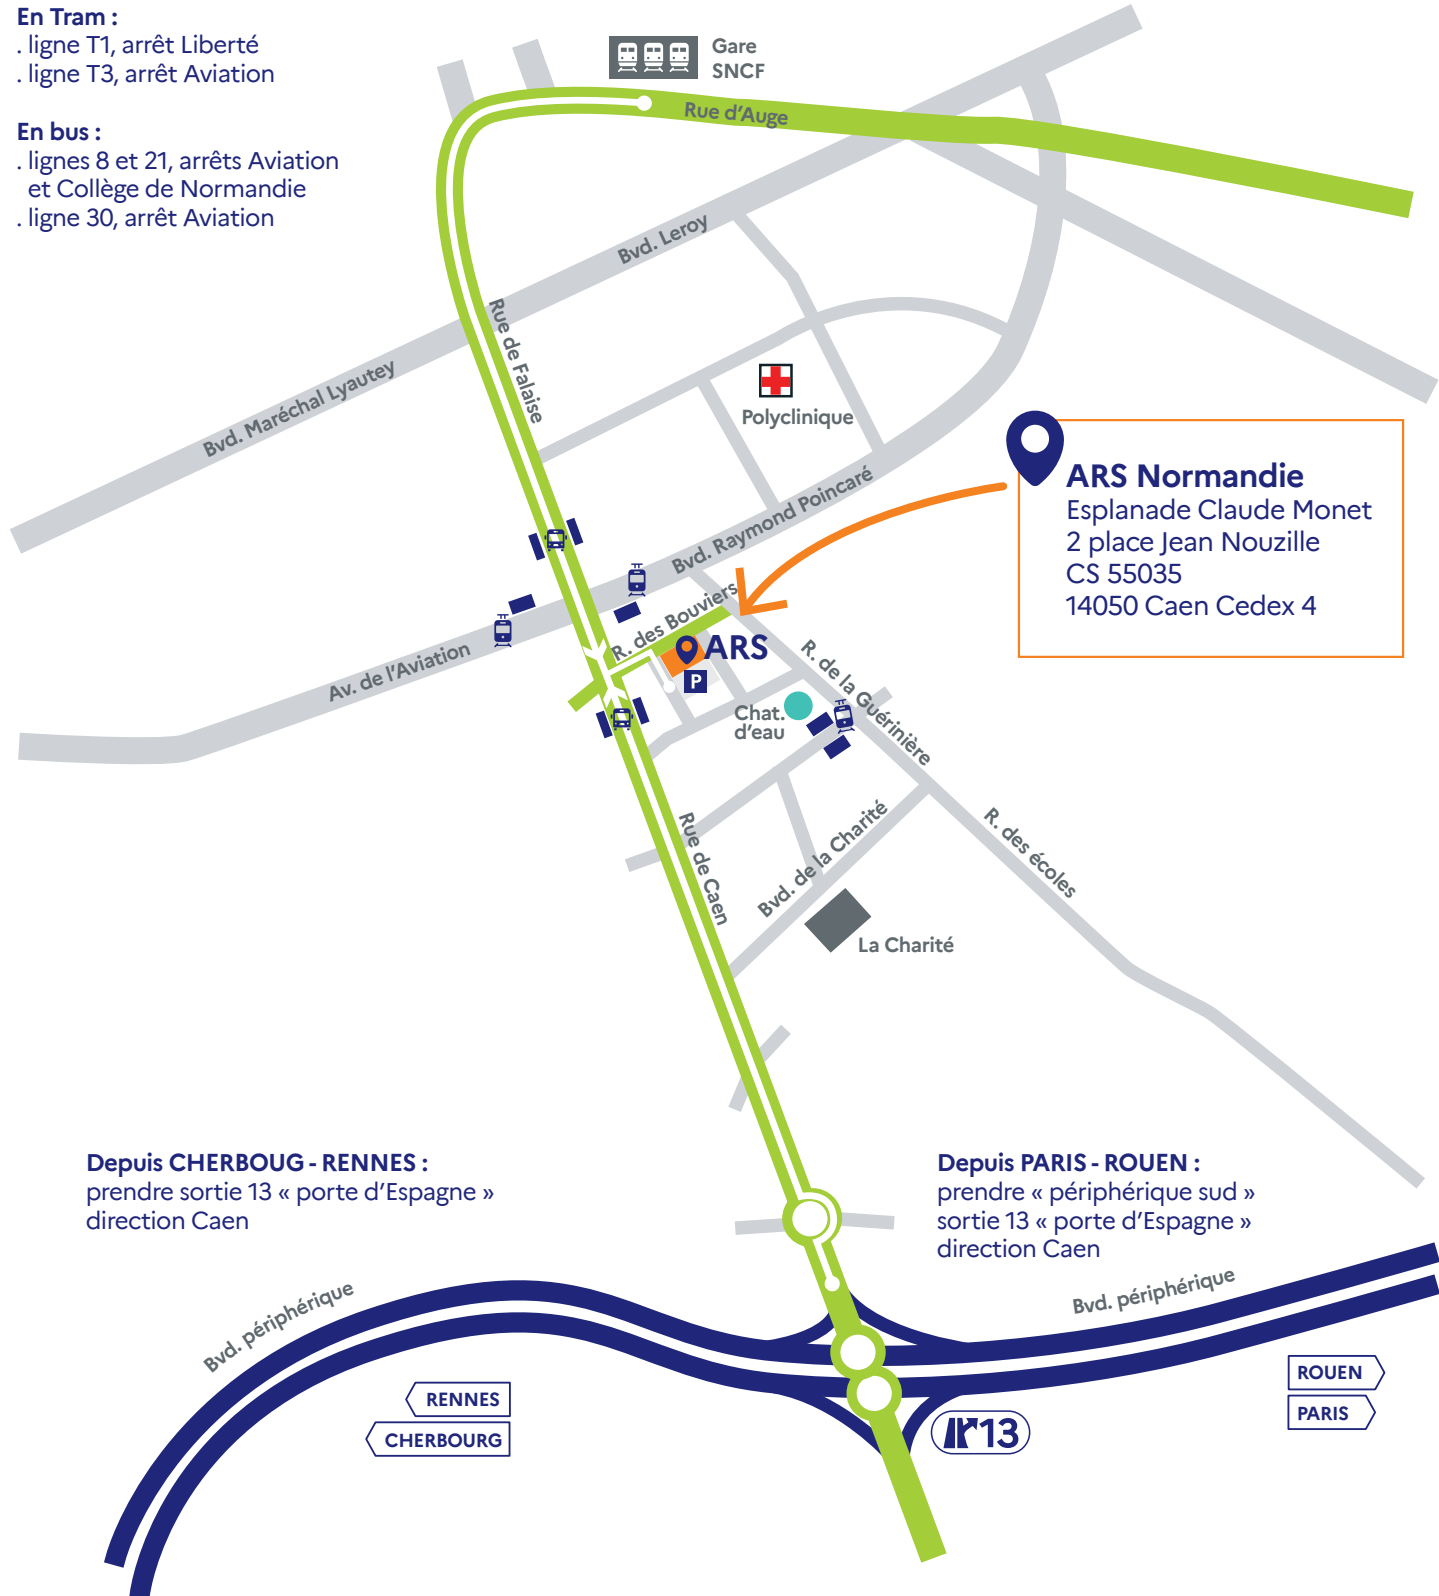 En Tram :
. ligne T1, arrêt Liberté
. ligne T3, arrêt Aviation
En bus :
. lignes 8 et 21, arrêts Aviation
et Collège de Normandie
. ligne 30, arrêt Aviation
Gare
SNCF
Rue d'Auge
Bvd. Leroy
Rue de Falaise
Bvd. Maréchal Lyautey
Polyclinique
ARS Normandie
Esplanade Claude Monet
2 place Jean Nouzille
CS 55035
14050 Caen Cedex 4
Bvd. Raymond Poincaré
R. des Bouviers
ARS
P
Av. de l'Aviation
R. de la Guérinière
Chat.
d'eau
Rue de Caen
Bvd. de la Charité
R. des écoles
La Charité
Depuis CHERBOUG - RENNES :
prendre sortie 13 « porte d'Espagne »
direction Caen
Depuis PARIS - ROUEN :
prendre « périphérique sud »
sortie 13 « porte d'Espagne »
direction Caen
Bvd. périphérique
Bvd. périphérique
RENNES
CHERBOURG
ROUEN
PARIS
13